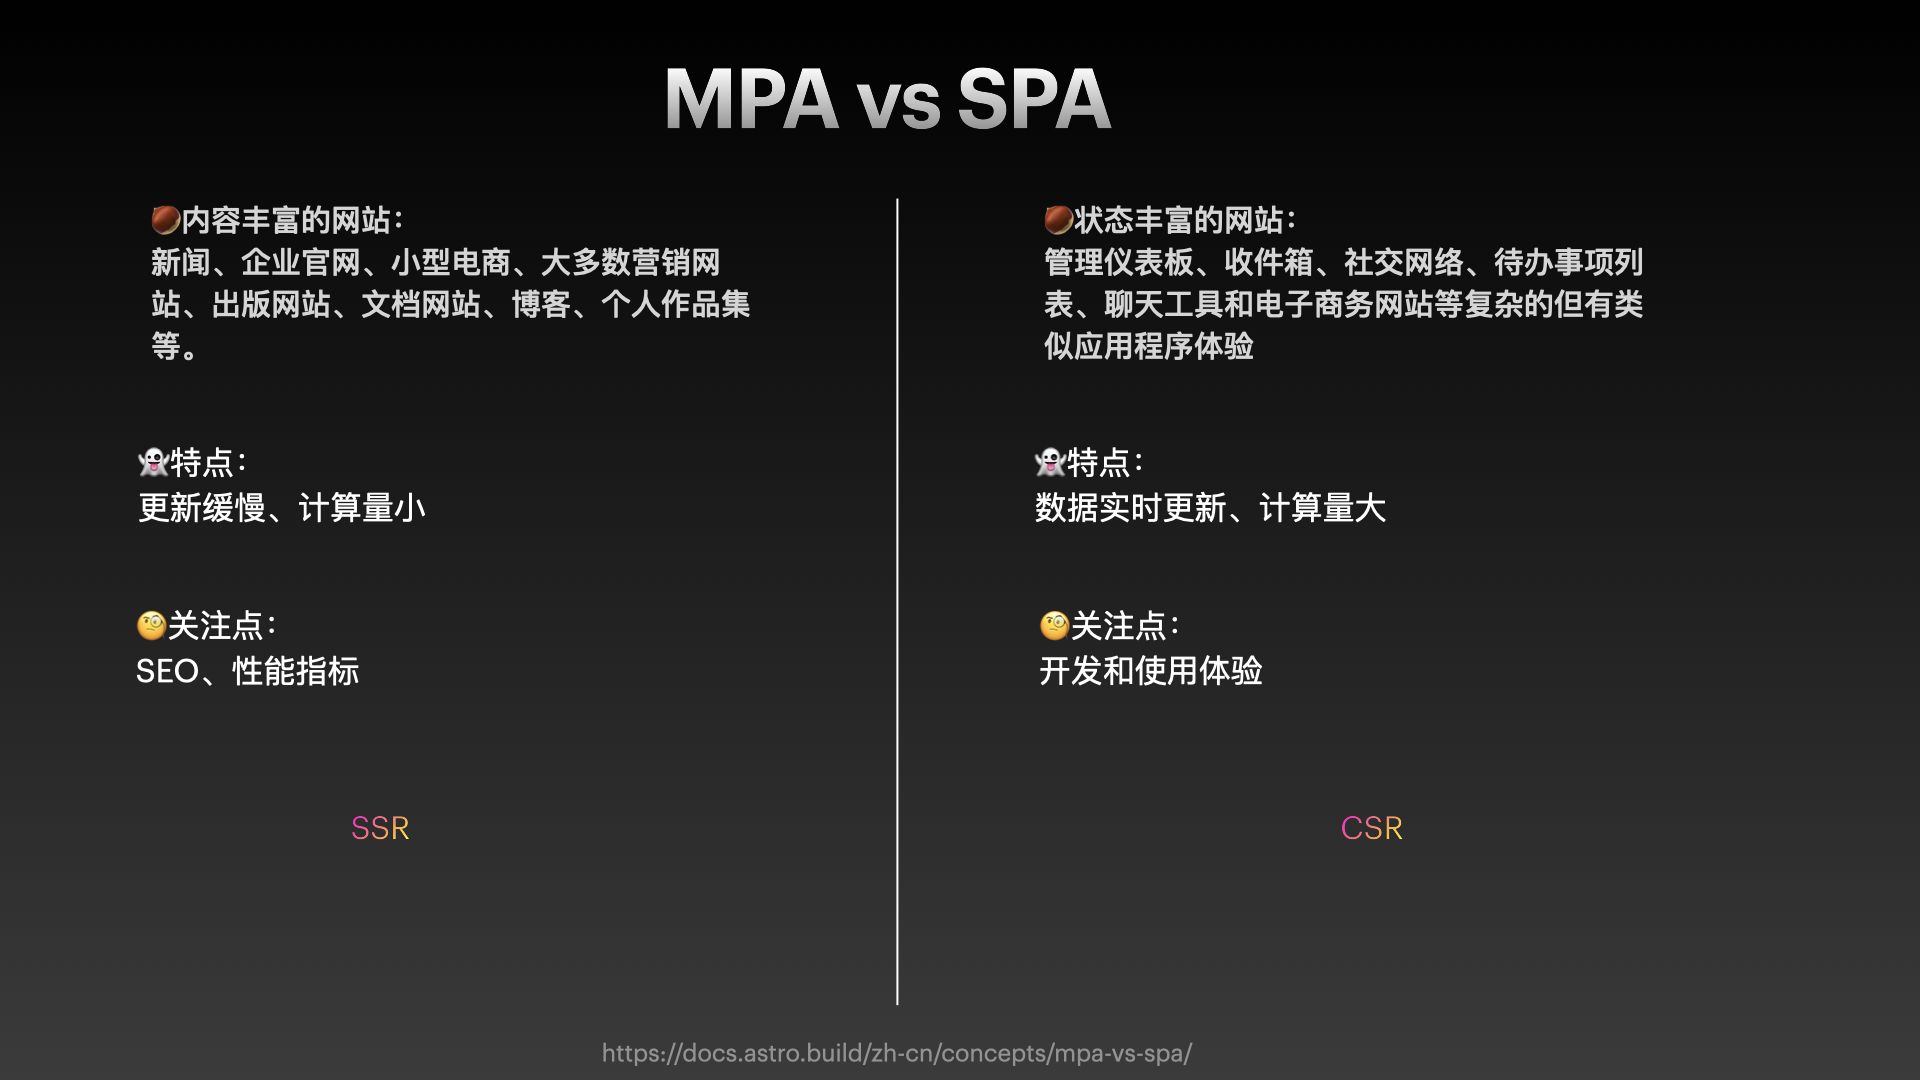 MPA vs SPA
🌰内容丰富的网站：
新闻、企业官网、小型电商、大多数营销网
站、出版网站、文档网站、博客、个人作品集
等。
👻特点：
更新缓慢、计算量小
🧐关注点：
SEO、性能指标
SSR
🌰状态丰富的网站：
管理仪表板、收件箱、社交网络、待办事项列
表、聊天工具和电子商务网站等复杂的但有类
似应用程序体验
👻特点：
数据实时更新、计算量大
🧐关注点：
开发和使用体验
CSR
https://docs.astro.build/zh-cn/concepts/mpa-vs-spa/